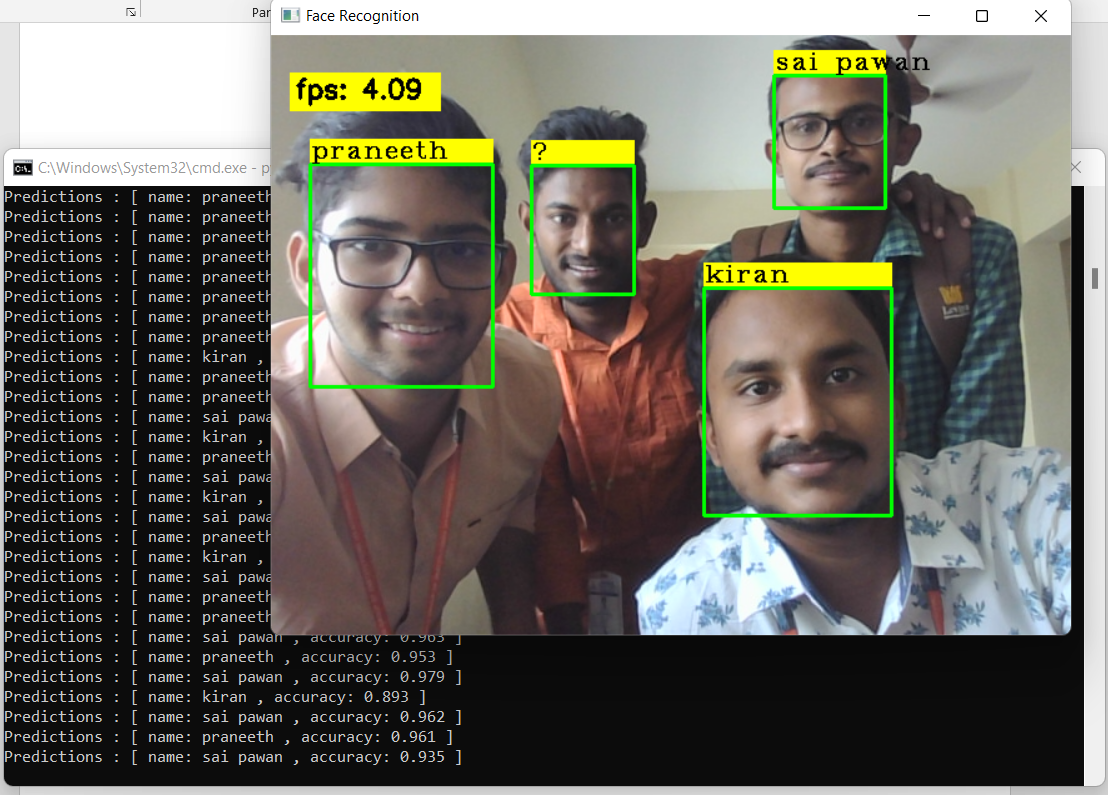 Par
Face Recognition
fps: 4.09
sai pawan
praneeth
?
kiran
C:\Windows\System32\cmd.exe - p
Predictions : [ name: praneeth
Predictions : [ name: praneeth
Predictions : [ name: praneeth
Predictions : [ name: praneeth
Predictions : [ name: praneeth
Predictions : [ name: praneeth
Predictions : [ name: praneeth
Predictions : [ name: praneeth
Predictions : [ name: kiran ,
Predictions : [ name: praneeth
Predictions : [ name: praneeth
Predictions : [ name: sai pawa
Predictions : [ name: kiran ,
Predictions : [ name: praneeth
Predictions : [ name: sai pawa
Predictions : [ name: kiran ,
Predictions : [ name: sai pawa
Predictions : [ name: praneeth
Predictions : [ name: kiran ,
Predictions : [ name: sai pawa
Predictions : [ name: praneeth
Predictions : [ name: praneeth
Predictions : [ name: sai pawan , accuracy: 0.963 ]
Predictions : [ name: praneeth , accuracy: 0.953 ]
Predictions : [ name: sai pawan , accuracy: 0.979 ]
Predictions : [ name: kiran , accuracy: 0.893 ]
Predictions : [ name: sai pawan , accuracy: 0.962 ]
Predictions : [ name: praneeth , accuracy: 0.961 ]
Predictions : [ name: sai pawan , accuracy: 0.935 ]